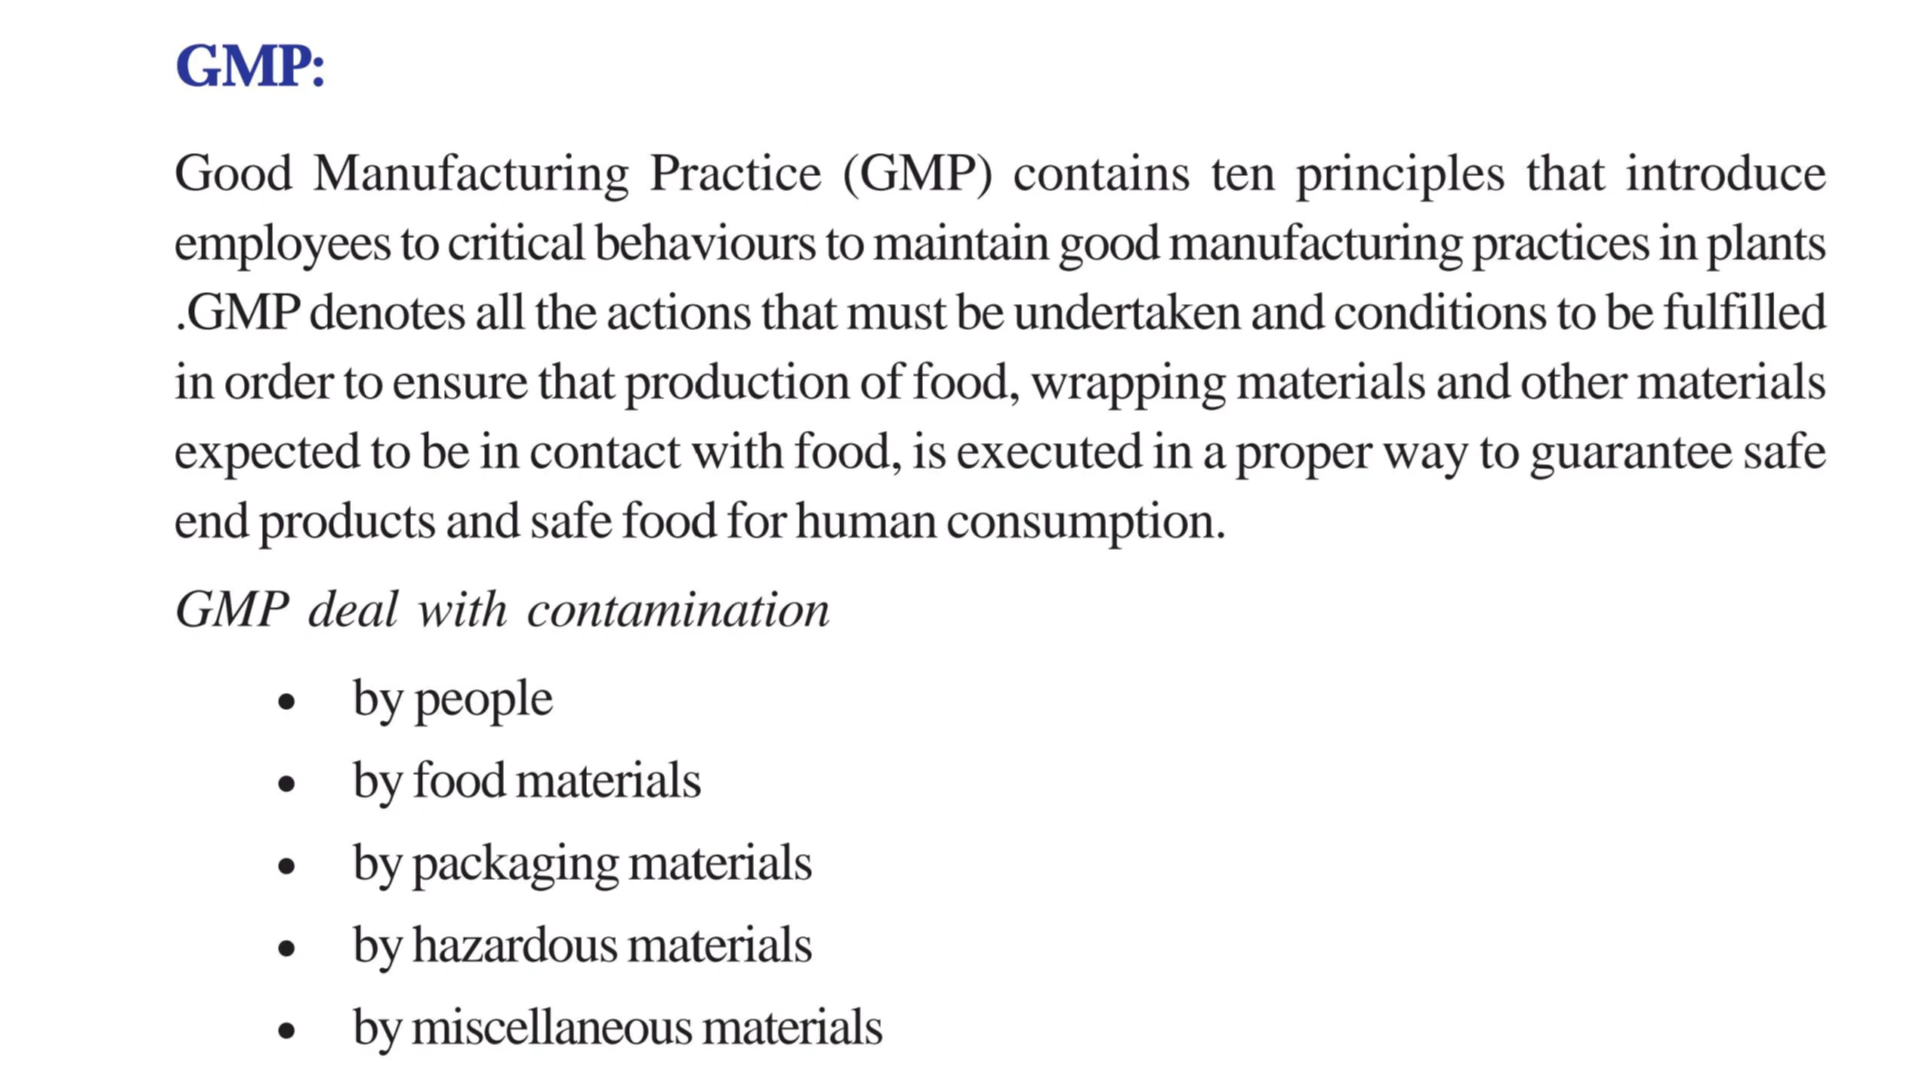 GMP:
Good Manufacturing Practice (GMP) contains ten principles that introduce
employees to critical behaviours to maintain good manufacturing practices in plants
.GMP denotes all the actions that must be undertaken and conditions to be fulfilled
in order to ensure that production of food, wrapping materials and other materials
expected to be in contact with food, is executed in a proper way to guarantee safe
end products and safe food for human consumption.
GMP deal with contamination
• by people
• by food materials
• by packaging materials
• by hazardous materials
• by miscellaneous materials